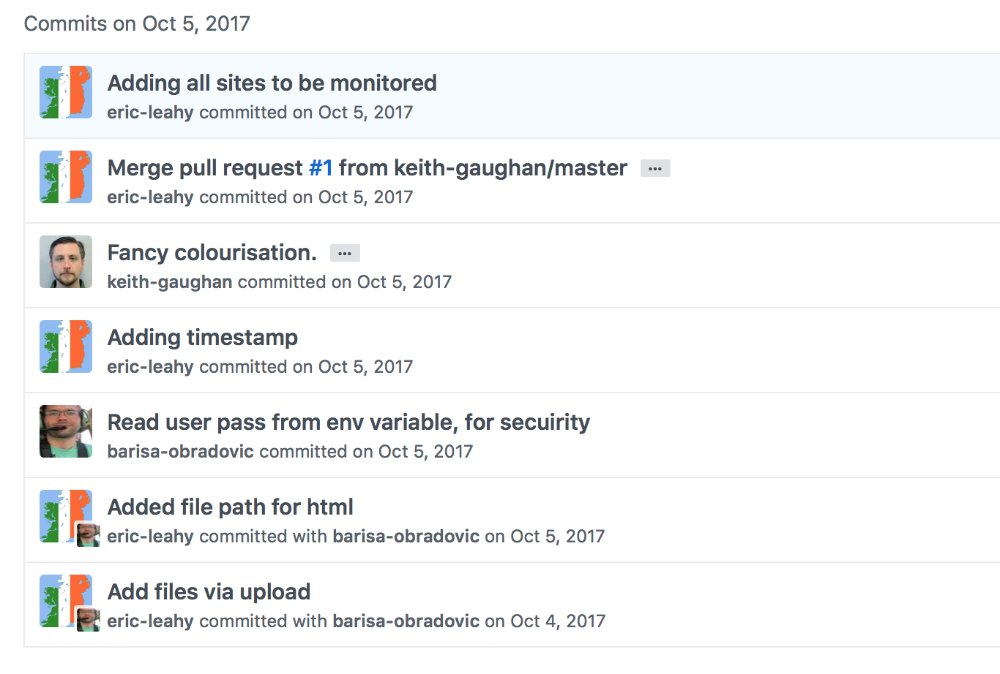 Commits on Oct 5, 2017
Adding all sites to be monitored
eric-leahy committed on Oct 5, 2017
Merge pull request #1 from keith-gaughan/master ...
eric-leahy committed on Oct 5, 2017
Fancy colourisation. ...
keith-gaughan committed on Oct 5, 2017
Adding timestamp
eric-leahy committed on Oct 5, 2017
Read user pass from env variable, for secuirity
barisa-obradovic committed on Oct 5, 2017
Added file path for html
eric-leahy committed with barisa-obradovic on Oct 5, 2017
Add files via upload
eric-leahy committed with barisa-obradovic on Oct 4, 2017